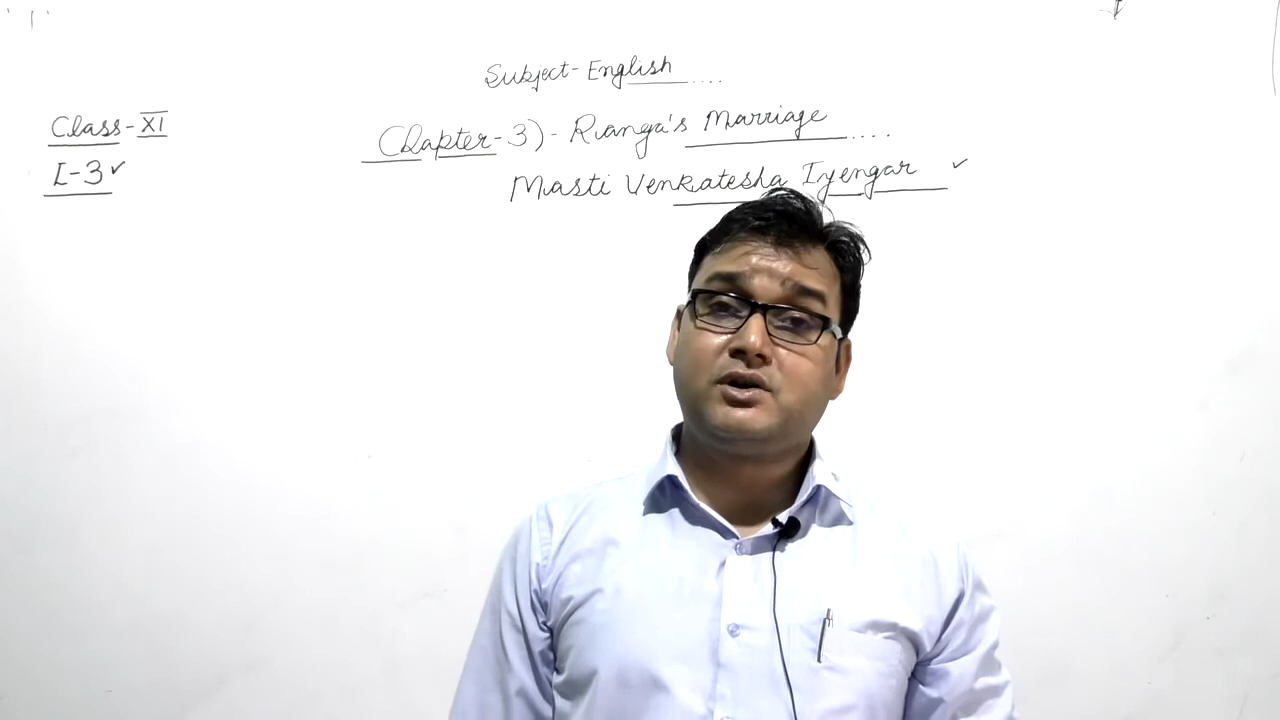 Subject- English ....
Class- XI
Chapter-3)- Ranga's Marriage ....
L-3 ✓
Masti Venkatesha Iyengar ✓